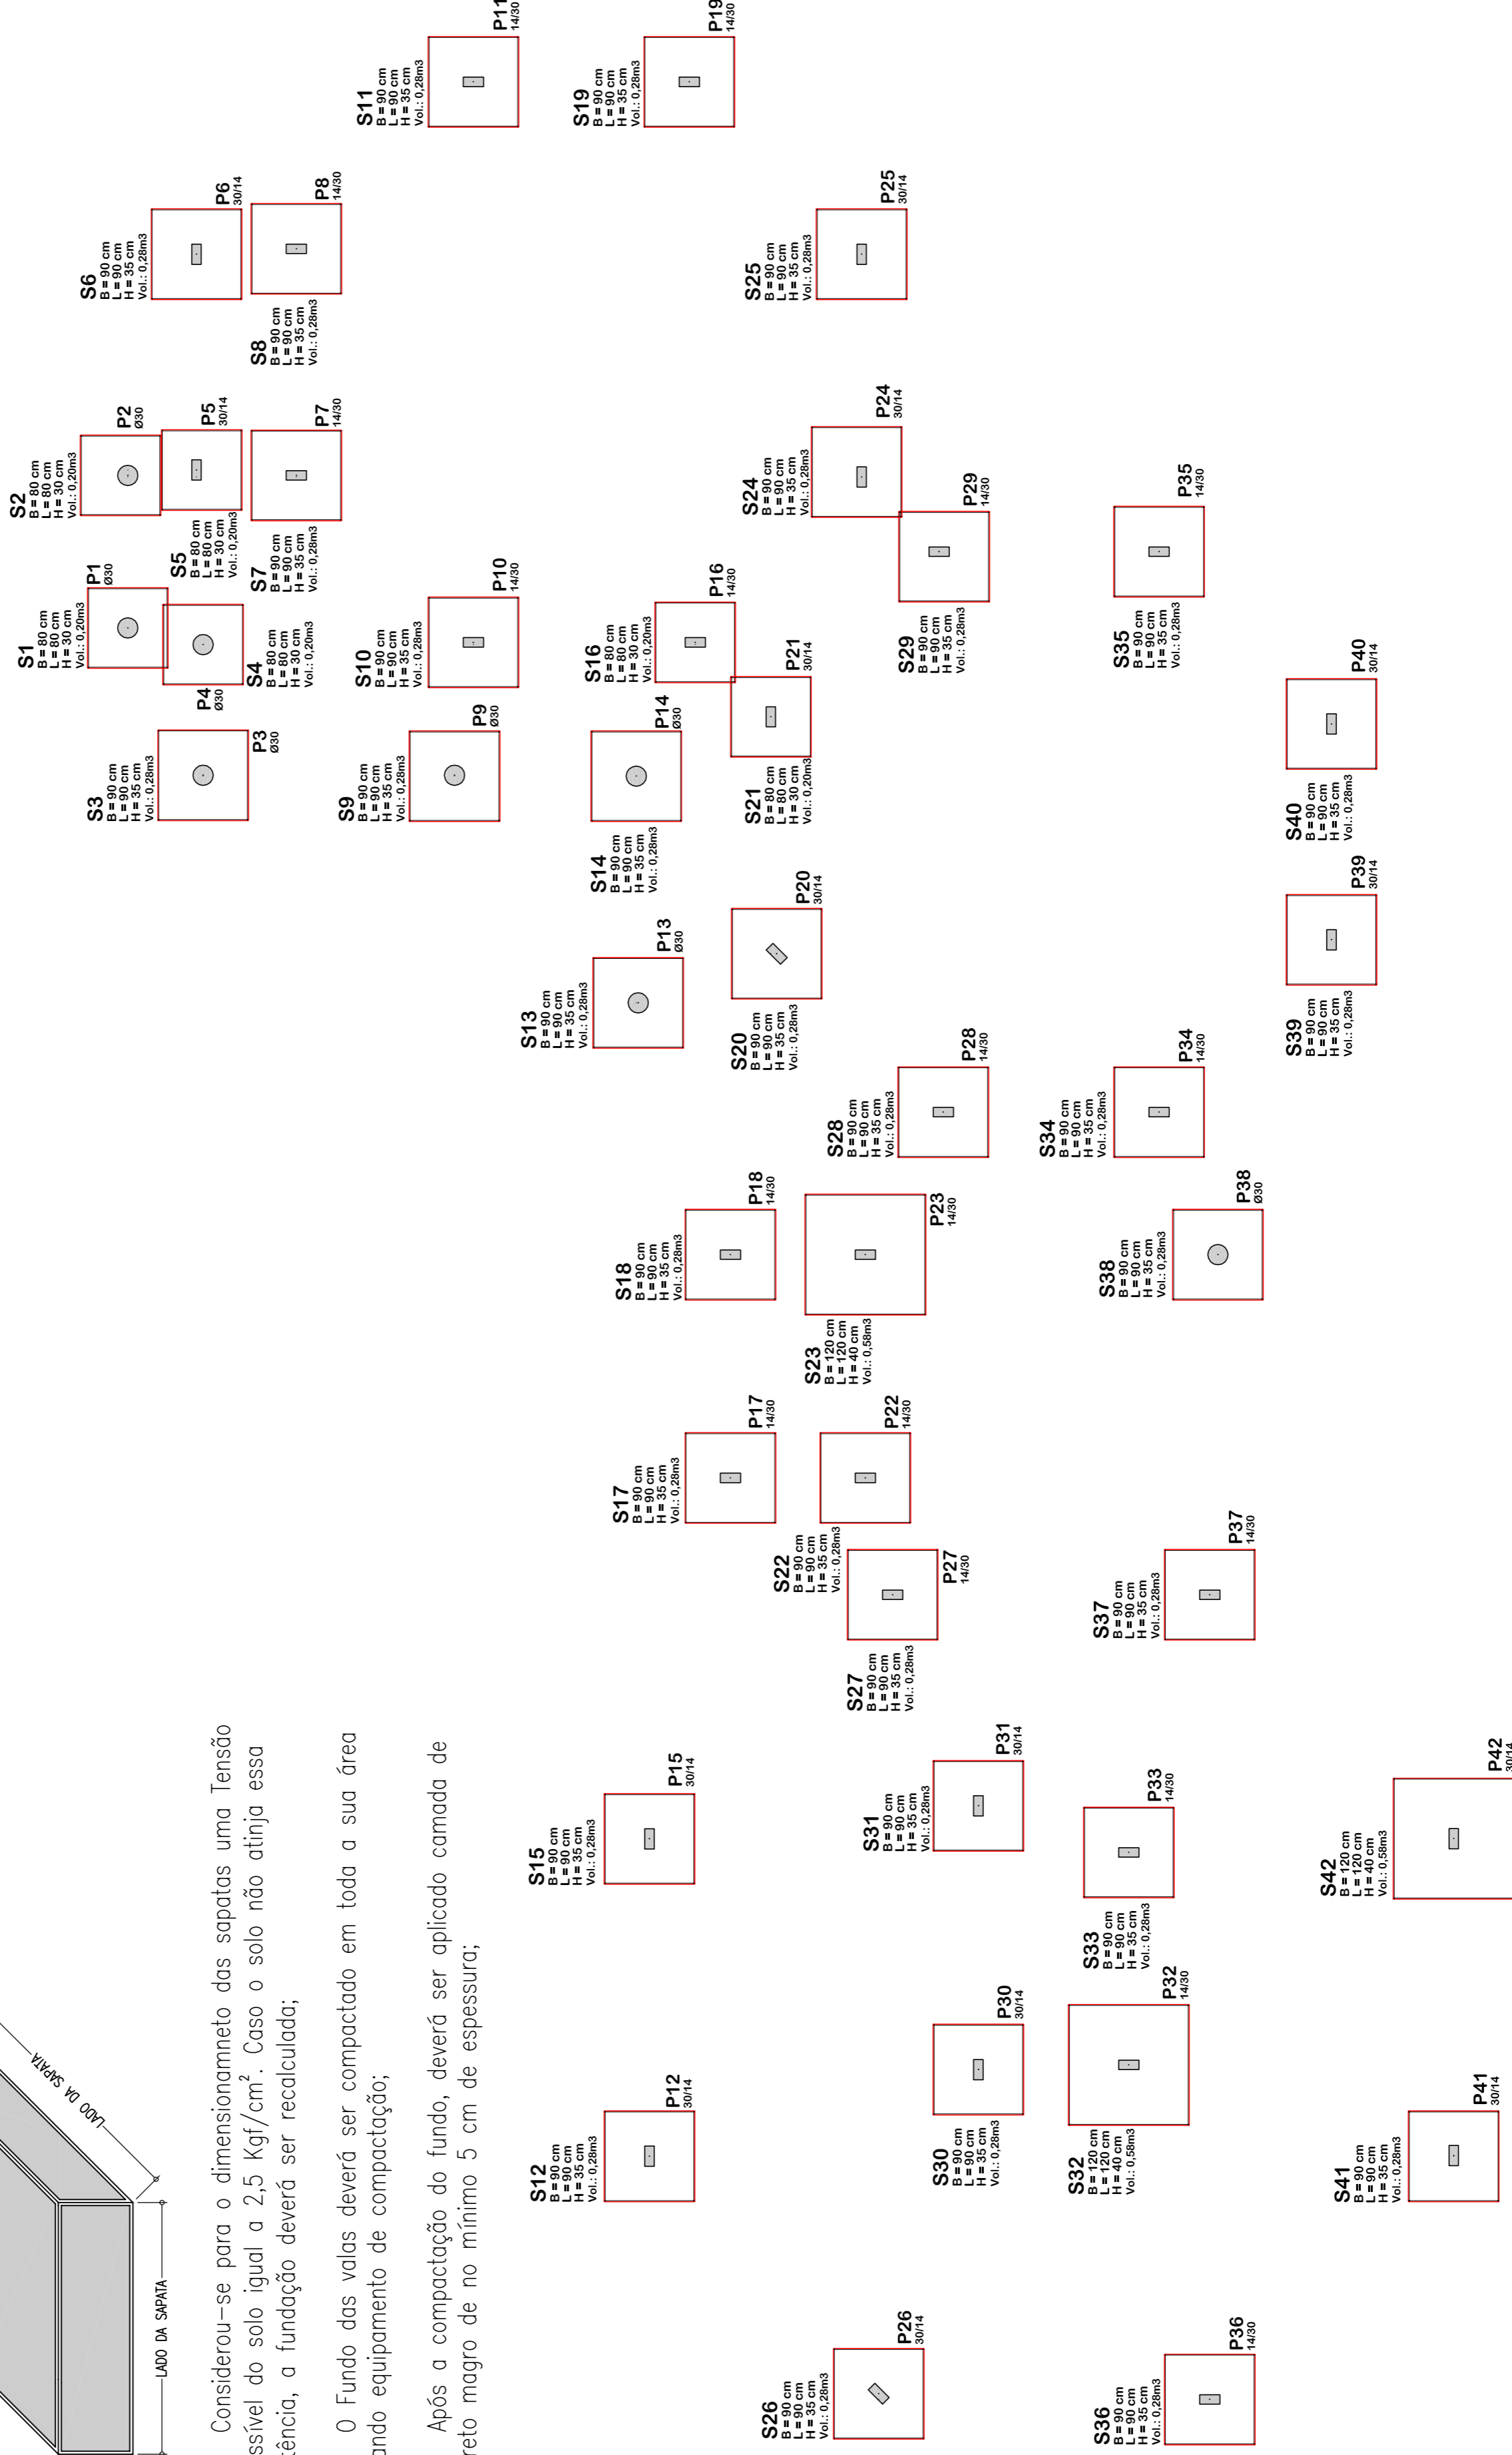 LADO DA SAPATA
LADO DA SAPATA
Considerou-se para o dimensionamneto das sapatas uma Tensão
ssível do solo igual a 2,5 Kgf/cm². Caso o solo não atinja essa
tência, a fundação deverá ser recalculada;
O Fundo das valas deverá ser compactado em toda a sua área
ando equipamento de compactação;
Após a compactação do fundo, deverá ser aplicado camada de
reto magro de no mínimo 5 cm de espessura;
S1
B = 80 cm
L = 80 cm
H = 30 cm
Vol.: 0,20m3
P1
Ø30
S2
B = 80 cm
L = 80 cm
H = 30 cm
Vol.: 0,20m3
P2
Ø30
S3
B = 90 cm
L = 90 cm
H = 35 cm
Vol.: 0,28m3
P3
Ø30
S4
B = 80 cm
L = 80 cm
H = 30 cm
Vol.: 0,20m3
P4
Ø30
S5
B = 80 cm
L = 80 cm
H = 30 cm
Vol.: 0,20m3
P5
30/14
S6
B = 90 cm
L = 90 cm
H = 35 cm
Vol.: 0,28m3
P6
30/14
S7
B = 90 cm
L = 90 cm
H = 35 cm
Vol.: 0,28m3
P7
14/30
S8
B = 90 cm
L = 90 cm
H = 35 cm
Vol.: 0,28m3
P8
14/30
S9
B = 90 cm
L = 90 cm
H = 35 cm
Vol.: 0,28m3
P9
Ø30
S10
B = 90 cm
L = 90 cm
H = 35 cm
Vol.: 0,28m3
P10
14/30
S11
B = 90 cm
L = 90 cm
H = 35 cm
Vol.: 0,28m3
P11
14/30
S12
B = 90 cm
L = 90 cm
H = 35 cm
Vol.: 0,28m3
P12
30/14
S13
B = 90 cm
L = 90 cm
H = 35 cm
Vol.: 0,28m3
P13
Ø30
S14
B = 90 cm
L = 90 cm
H = 35 cm
Vol.: 0,28m3
P14
Ø30
S15
B = 90 cm
L = 90 cm
H = 35 cm
Vol.: 0,28m3
P15
30/14
S16
B = 80 cm
L = 80 cm
H = 30 cm
Vol.: 0,20m3
P16
14/30
S17
B = 90 cm
L = 90 cm
H = 35 cm
Vol.: 0,28m3
P17
14/30
S18
B = 90 cm
L = 90 cm
H = 35 cm
Vol.: 0,28m3
P18
14/30
S19
B = 90 cm
L = 90 cm
H = 35 cm
Vol.: 0,28m3
P19
14/30
S20
B = 90 cm
L = 90 cm
H = 35 cm
Vol.: 0,28m3
P20
30/14
S21
B = 80 cm
L = 80 cm
H = 30 cm
Vol.: 0,20m3
P21
30/14
S22
B = 90 cm
L = 90 cm
H = 35 cm
Vol.: 0,28m3
P22
14/30
S23
B = 120 cm
L = 120 cm
H = 40 cm
Vol.: 0,58m3
P23
14/30
S24
B = 90 cm
L = 90 cm
H = 35 cm
Vol.: 0,28m3
P24
30/14
S25
B = 90 cm
L = 90 cm
H = 35 cm
Vol.: 0,28m3
P25
30/14
S26
B = 90 cm
L = 90 cm
H = 35 cm
Vol.: 0,28m3
P26
30/14
S27
B = 90 cm
L = 90 cm
H = 35 cm
Vol.: 0,28m3
P27
14/30
S28
B = 90 cm
L = 90 cm
H = 35 cm
Vol.: 0,28m3
P28
14/30
S29
B = 90 cm
L = 90 cm
H = 35 cm
Vol.: 0,28m3
P29
14/30
S30
B = 90 cm
L = 90 cm
H = 35 cm
Vol.: 0,28m3
P30
30/14
S31
B = 90 cm
L = 90 cm
H = 35 cm
Vol.: 0,28m3
P31
30/14
S32
B = 120 cm
L = 120 cm
H = 40 cm
Vol.: 0,58m3
P32
14/30
S33
B = 90 cm
L = 90 cm
H = 35 cm
Vol.: 0,28m3
P33
14/30
S34
B = 90 cm
L = 90 cm
H = 35 cm
Vol.: 0,28m3
P34
14/30
S35
B = 90 cm
L = 90 cm
H = 35 cm
Vol.: 0,28m3
P35
14/30
S36
B = 90 cm
L = 90 cm
H = 35 cm
Vol.: 0,28m3
P36
14/30
S37
B = 90 cm
L = 90 cm
H = 35 cm
Vol.: 0,28m3
P37
14/30
S38
B = 90 cm
L = 90 cm
H = 35 cm
Vol.: 0,28m3
P38
Ø30
S39
B = 90 cm
L = 90 cm
H = 35 cm
Vol.: 0,28m3
P39
30/14
S40
B = 90 cm
L = 90 cm
H = 35 cm
Vol.: 0,28m3
P40
30/14
S41
B = 90 cm
L = 90 cm
H = 35 cm
Vol.: 0,28m3
P41
30/14
S42
B = 120 cm
L = 120 cm
H = 40 cm
Vol.: 0,58m3
P42
30/14